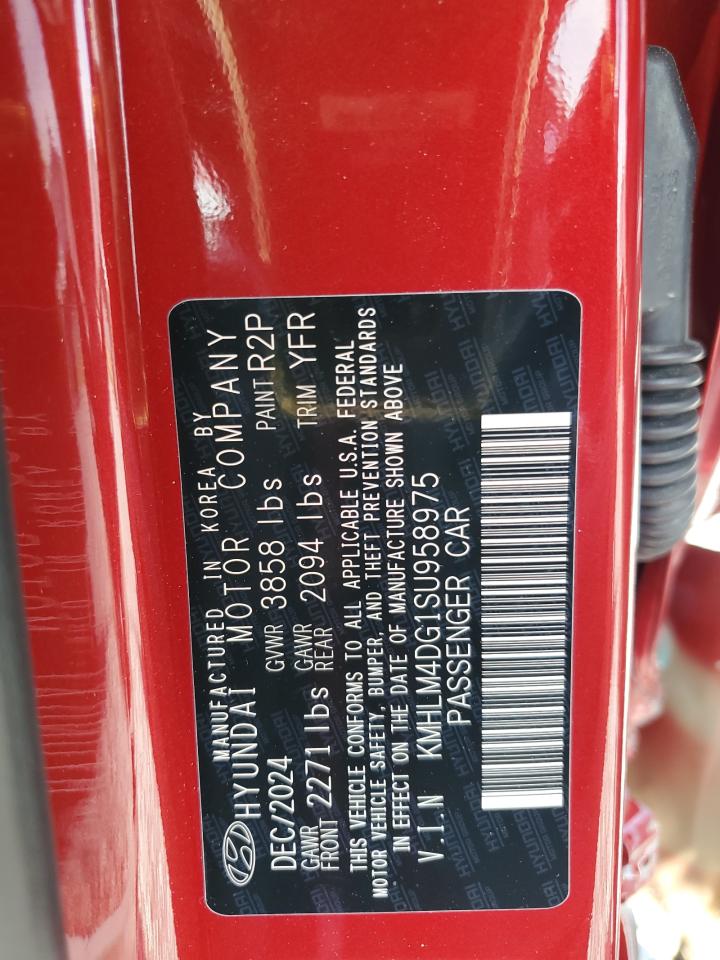 MANUFACTURED IN KOREA BY
HYUNDAI MOTOR COMPANY
DEC/2024 GVWR 3858 lbs PAINT R2P
GAWR FRONT 2271 lbs GAWR REAR 2094 lbs TRIM YFR
THIS VEHICLE CONFORMS TO ALL APPLICABLE U.S.A. FEDERAL
MOTOR VEHICLE SAFETY, BUMPER, AND THEFT PREVENTION STANDARDS
IN EFFECT ON THE DATE OF MANUFACTURE SHOWN ABOVE
V.I.N KMHLM4DG1SU958975
PASSENGER CAR